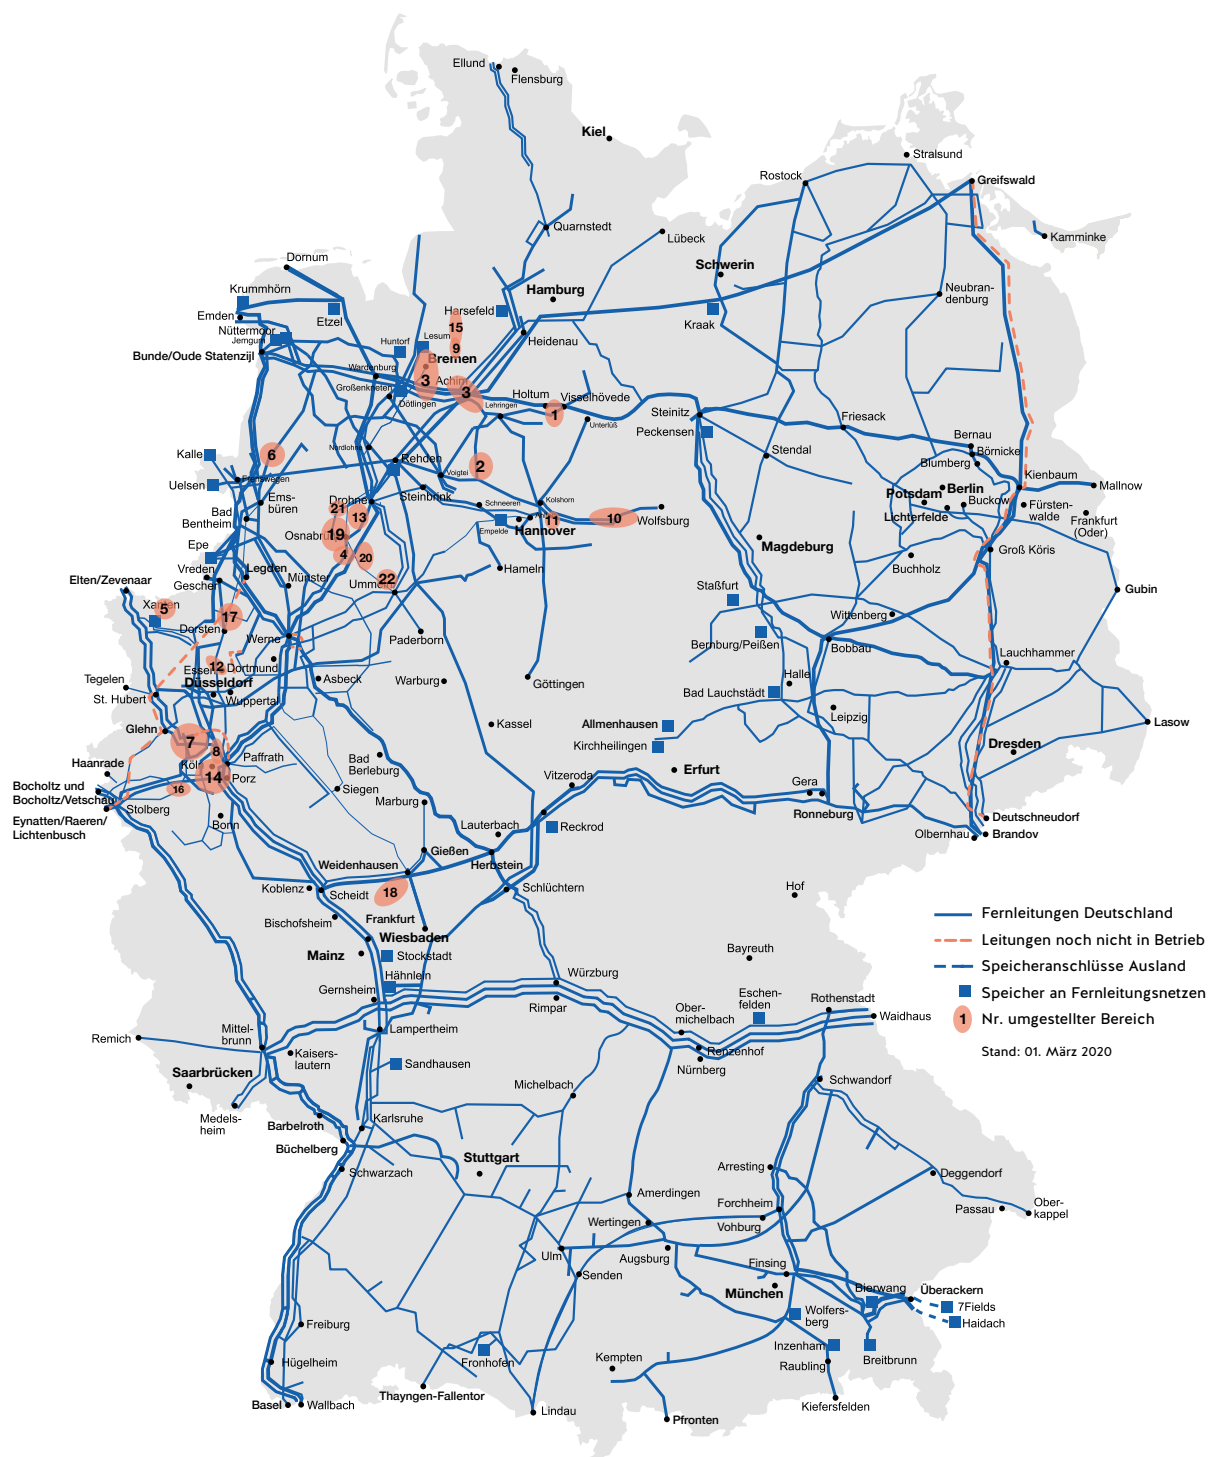 Ellund
Flensburg
Kiel
Stralsund
Rostock
Greifswald
Quarnstedt
Lübeck
Kamminke
Dornum
Schwerin
Krummhörn
Hamburg
Neubran-
denburg
Emden
Etzel
Harsefeld
Kraak
Nüttermoor
Jemgum
15
Huntorf
Lesum
Heidenau
9
Bunde/Oude Statenzijl
Bremen
Wardenburg
3
Achim
Großenkneten
3
Dötlingen
Lehringen
Holtum
Visselhövede
1
Unterlüß
Steinitz
Peckensen
Friesack
Bernau
Börnicke
Blumberg
Stendal
Nordlohne
Kalle
6
Rehden
Voigtei
2
Uelsen
Frenswegen
Kienbaum
Mallnow
Potsdam
Berlin
Buckow
Lichterfelde
Fürsten-
walde
Frankfurt
(Oder)
Ems-
büren
Drohne
Steinbrink
Schneeren
Kolshorn
21
13
Bad
Bentheim
11
10
Wolfsburg
Empelde
Hannover
Osnabrück
19
4
20
Magdeburg
Epe
Groß Köris
Buchholz
Vreden
Legden
Gescher
Münster
22
Ummeln
Hameln
Elten/Zevenaar
Gubin
Staßfurt
Xanten
5
17
Dorsten
Werne
Paderborn
Wittenberg
Bernburg/Peißen
Bobbau
Lauchhammer
Essen
12
Dortmund
Düsseldorf
Tegelen
Asbeck
Warburg
Göttingen
Halle
Bad Lauchstädt
St. Hubert
Wuppertal
Leipzig
Lasow
Glehn
7
8
Kassel
Allmenhausen
Kirchheilingen
Dresden
Haanrade
Köln
Paffrath
14
Porz
Bad
Berleburg
Vitzeroda
Erfurt
Gera
Bocholtz und
Bocholtz/Vetschau
16
Siegen
Marburg
Stolberg
Eynatten/Raeren/
Lichtenbusch
Bonn
Lauterbach
Reckrod
Ronneburg
Deutschneudorf
Olbernhau
Brandov
Gießen
Weidenhausen
Herbstein
Koblenz
Scheidt
18
Schlüchtern
Hof
Bischofsheim
Frankfurt
Wiesbaden
Mainz
Stockstadt
Hähnlein
Gernsheim
Würzburg
Rimpar
Bayreuth
Eschen-
felden
Ober-
michelbach
Rothenstadt
Waidhaus
Fernleitungen Deutschland
Leitungen noch nicht in Betrieb
Speicheranschlüsse Ausland
Speicher an Fernleitungsnetzen
1
Nr. umgestellter Bereich
Stand: 01. März 2020
Remich
Mittel-
brunn
Lampertheim
Kaisers-
lautern
Renzenhof
Nürnberg
Saarbrücken
Sandhausen
Michelbach
Schwandorf
Medels-
heim
Barbelroth
Karlsruhe
Büchelberg
Stuttgart
Schwarzach
Arresting
Deggendorf
Amerdingen
Forchheim
Passau
Ober-
kappel
Wertingen
Vohburg
Ulm
Augsburg
Senden
Finsing
München
Bierwang
Überackern
7Fields
Haidach
Wolfers-
berg
Freiburg
Hügelheim
Fronhofen
Kempten
Inzenham
Raubling
Breitbrunn
Thayngen-Fallentor
Basel
Wallbach
Lindau
Pfronten
Kiefersfelden